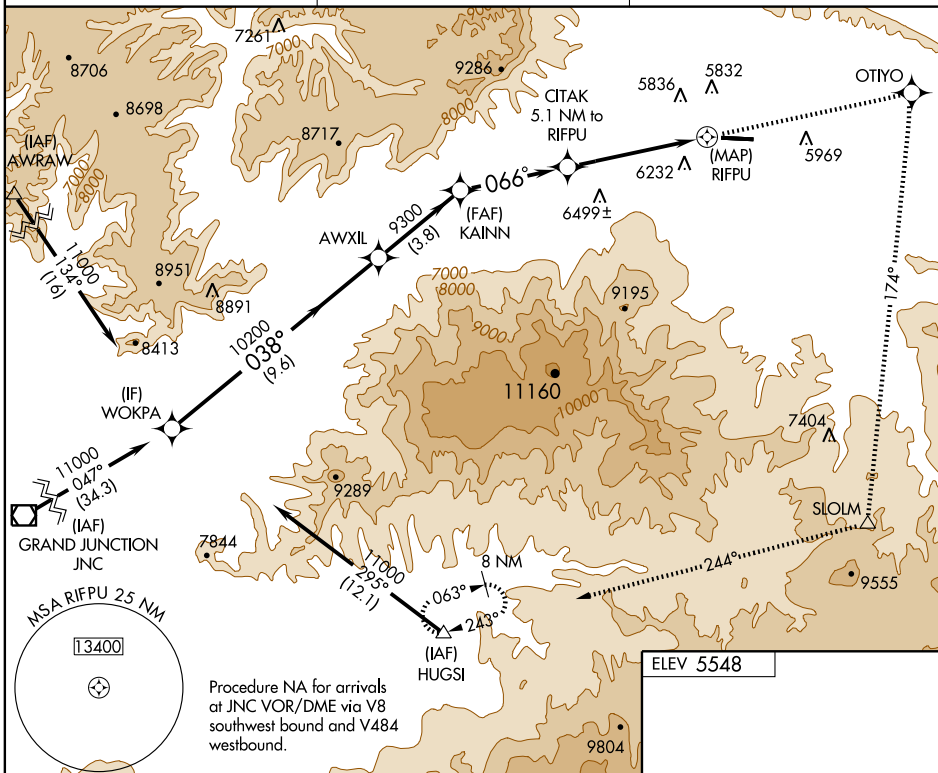 7261
7000
8706
9286
8698
8000
8717
CITAK
5.1 NM to
RIFPU
5836
5832
OTIYO
(IAF)
AWRAW
7000
8000
(MAP)
RIFPU
5969
6232
066°
6499±
(FAF)
KAINN
9300
(3.8)
AWXIL
11000
134°
(16)
8951
8891
8413
10200
038°
(9.6)
7000
8000
9000
9195
174°
11160
10000
(IF)
WOKPA
7404
11000
047°
(34.3)
9289
(IAF)
GRAND JUNCTION
JNC
SLOLM
7844
11000
295°
(12.1)
8 NM
063°
243°
244°
9555
(IAF)
HUGSI
MSA RIFPU 25 NM
13400
ELEV 5548
Procedure NA for arrivals
at JNC VOR/DME via V8
southwest bound and V484
westbound.
9804